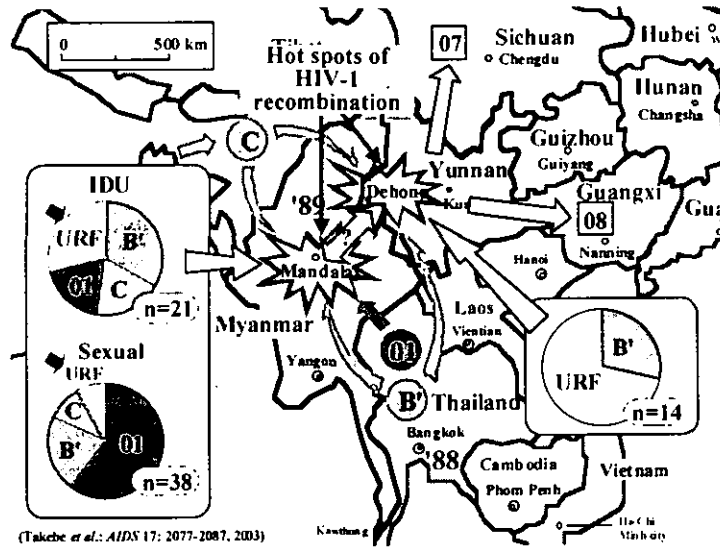 0 500 km
Hot spots of
HIV-1
recombination
07
Sichuan
Chengdu
Hubei
Hunan
Changsha
Guizhou
Guiyang
Yunnan
Guangxi
08
Nanning
C
'89
Dehong
IDU
URF
B'
01
C
n=21
Myanmar
Hanoi
Laos
Vientian
Sexual
URF
C
B'
01
n=38
Yangon
01
B'
Thailand
Bangkok
'88
B'
URF
n=14
Cambodia
Phom Penh
Vietnam
(Takebe et al.: AIDS 17: 2077-2087, 2003)